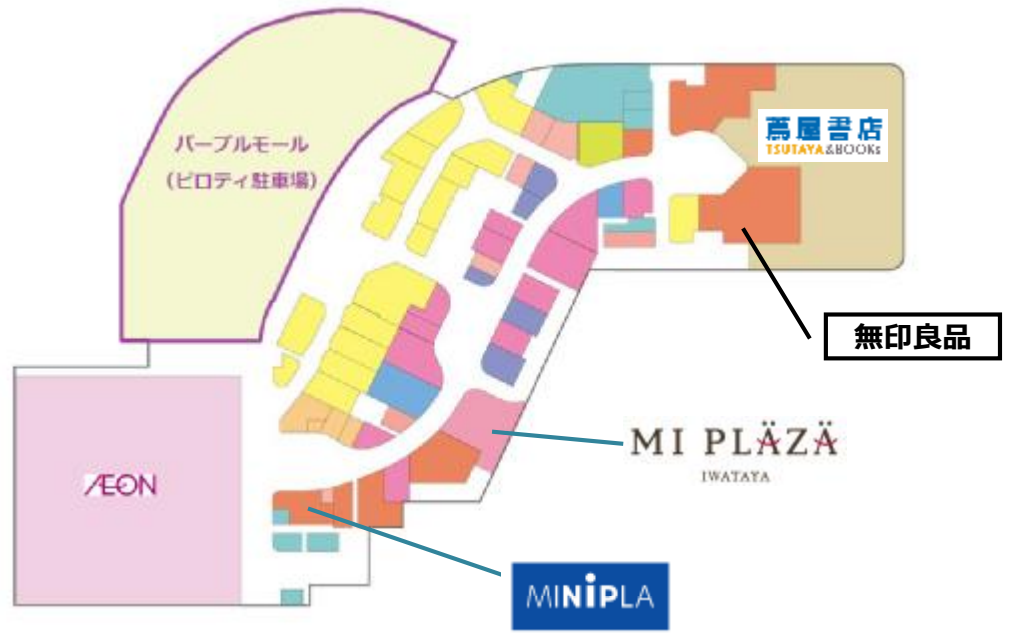 パープルモール
(ピロティ駐車場)
蔦屋書店
TSUTAYA&BOOKs
無印良品
MI PLÄZÄ
IWATAYA
ÆON
MINiPLA